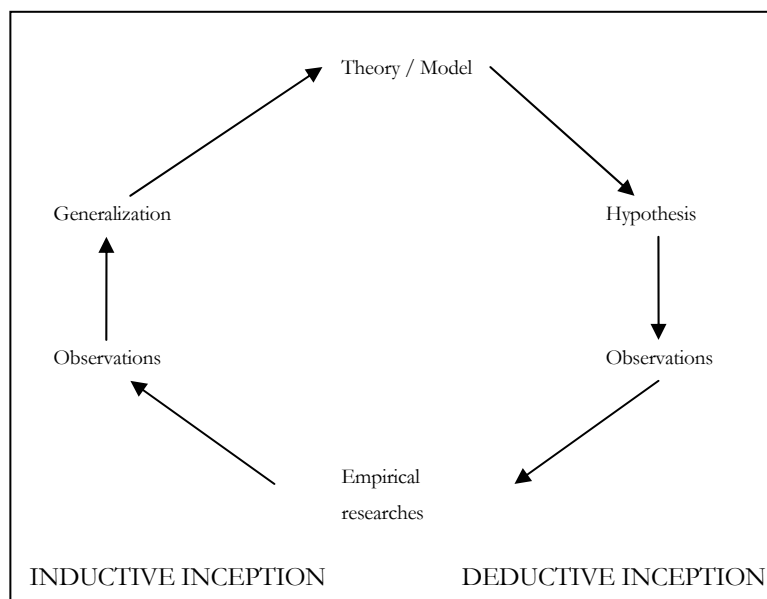 Theory / Model
Generalization
Hypothesis
Observations
Observations
Empirical
researches
INDUCTIVE INCEPTION
DEDUCTIVE INCEPTION